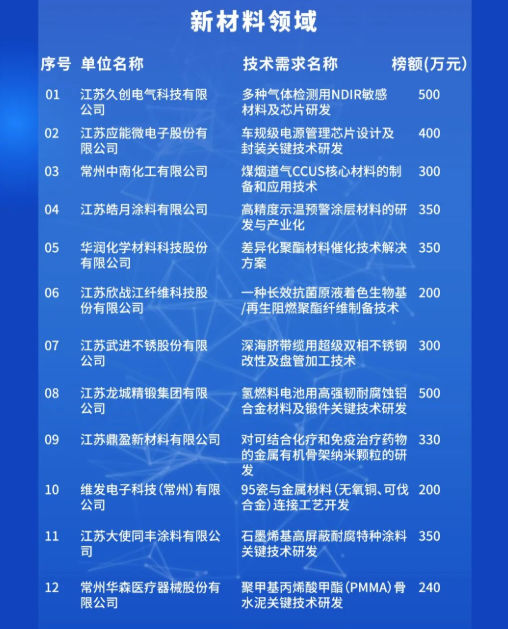 新材料领域
序号 单位名称 技术需求名称 榜额(万元)
01 江苏久创电气科技有限 多种气体检测用NDIR敏感 500
公司 材料及芯片研发
02 江苏应能微电子股份有 车规级电源管理芯片设计及 400
限公司 封装关键技术研发
03 常州中南化工有限公司 煤烟道气CCUS核心材料的制 300
备和应用技术
04 江苏皓月涂料有限公司 高精度示温预警涂层材料的研 350
发与产业化
05 华润化学材料科技股份 差异化聚酯材料催化技术解决 350
有限公司 方案
06 江苏欣战江纤维科技股 一种长效抗菌原液着色生物基 200
份有限公司 /再生阻燃聚酯纤维制备技术
07 江苏武进不锈股份有限 深海脐带缆用超级双相不锈钢 300
公司 改性及盘管加工技术
08 江苏龙城精锻集团有限 氢燃料电池用高强韧耐腐蚀铝 500
公司 合金材料及锻件关键技术研发
09 江苏鼎盈新材料有限公司 对可结合化疗和免疫治疗药物 330
的金属有机骨架纳米颗粒的研
发
10 维发电子科技(常州)有限 95瓷与金属材料(无氧铜、可伐 200
公司 合金)连接工艺开发
11 江苏大使同丰涂料有限公 石墨烯基高屏蔽耐腐特种涂料 350
司 关键技术研发
12 常州华森医疗器械股份有 聚甲基丙烯酸甲酯(PMMA)骨 240
限公司 水泥关键技术研发